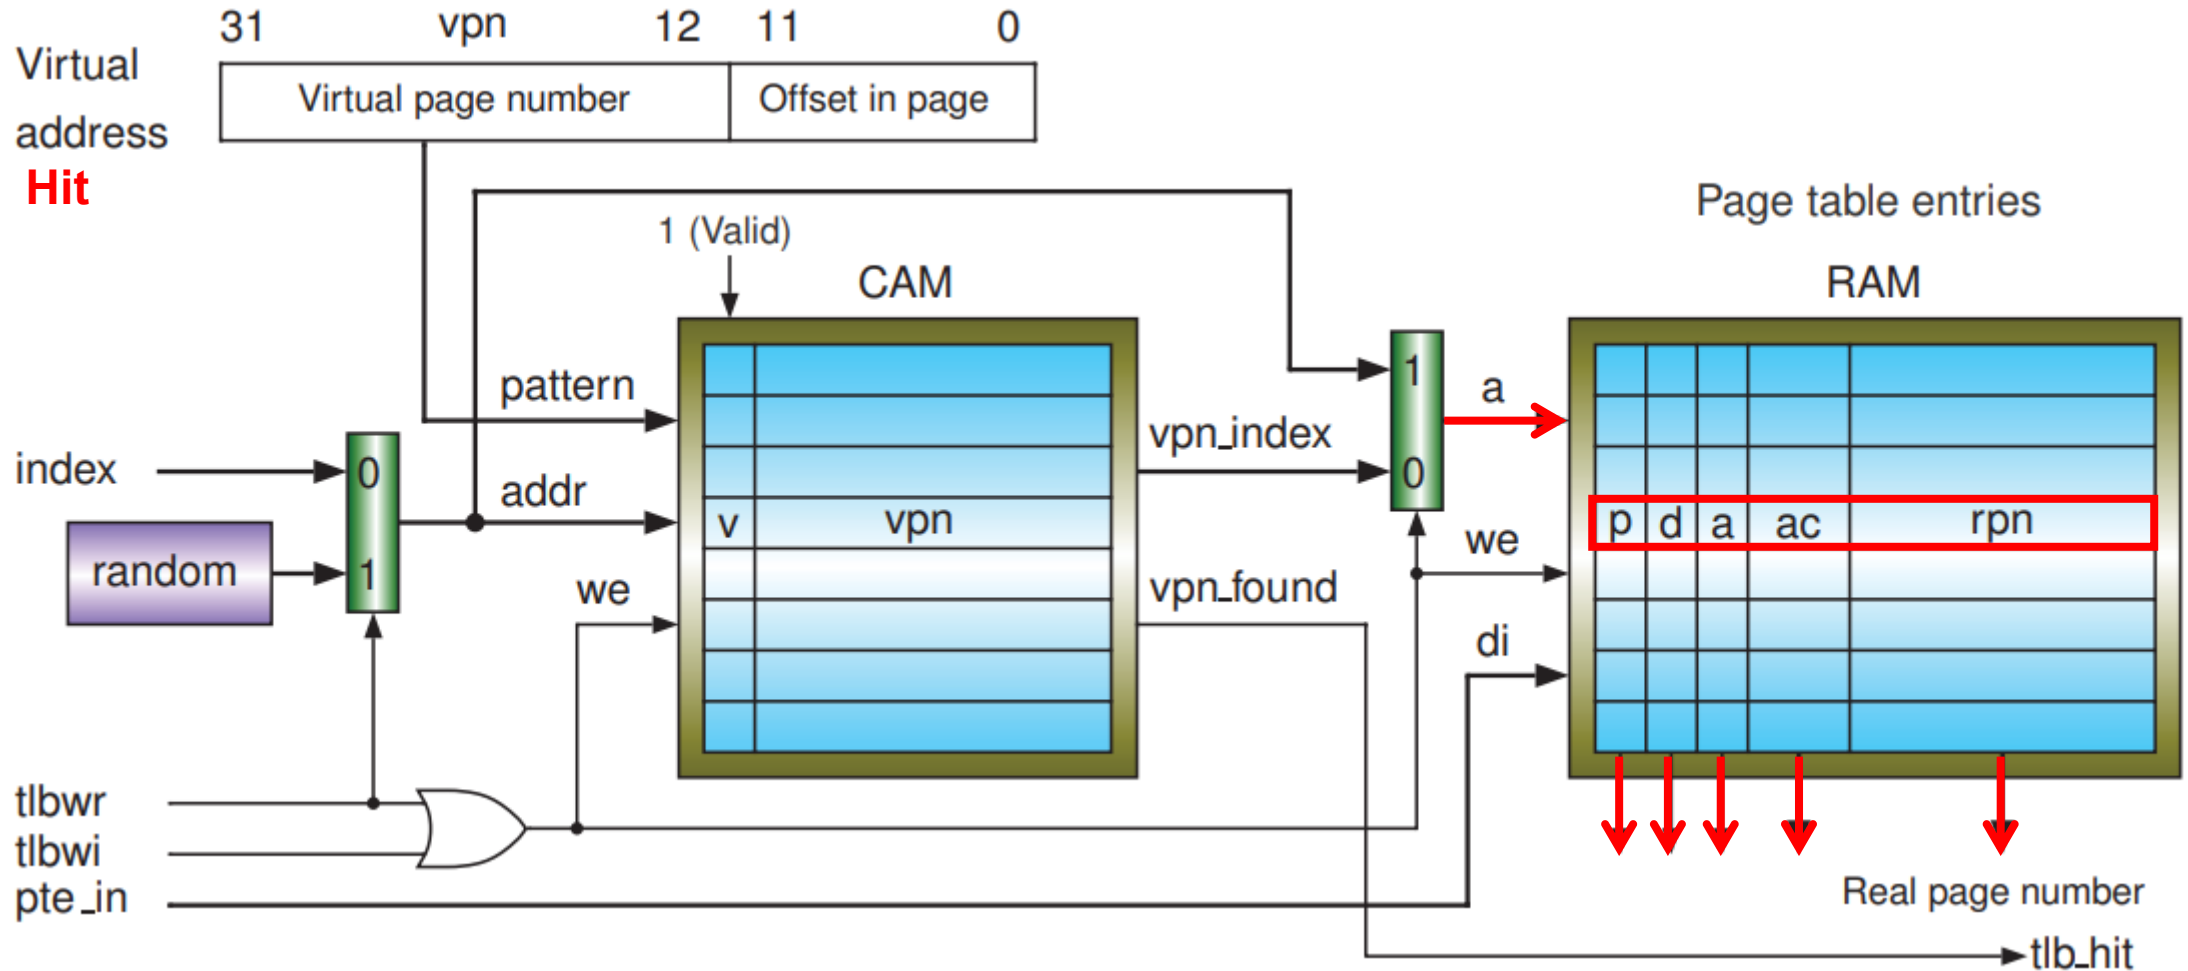 31 vpn 12 11 0
Virtual
address
Virtual page number Offset in page
Hit
Page table entries
1 (Valid)
CAM
RAM
pattern
1
a
vpn_index
index
0
addr
0
v vpn
p d a ac rpn
we
random
1
we
vpn_found
di
tlbwr
tlbwi
pte_in
Real page number
tlb_hit